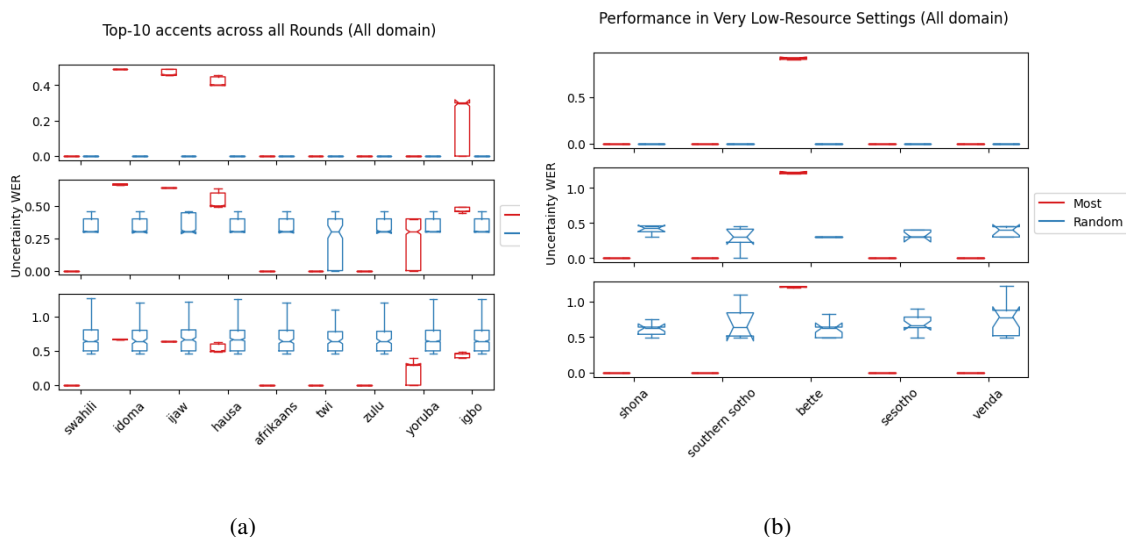 Top-10 accents across all Rounds (All domain)
Uncertainty WER
0.4
0.2
0.0
0.50
0.25
0.00
1.0
0.5
0.0
swahili
idoma
ijaw
hausa
afrikaans
twi
zulu
yoruba
igbo
(a)
Performance in Very Low-Resource Settings (All domain)
Uncertainty WER
0.5
0.0
1.0
0.5
0.0
1.0
0.5
0.0
shona
southern sotho
bette
sesotho
venda
Most
Random
(b)